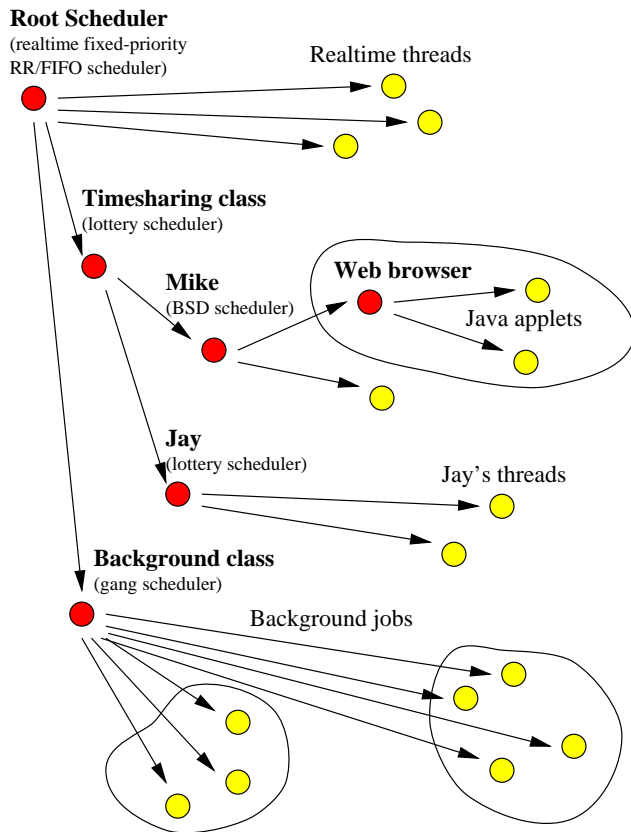 Root Scheduler
(realtime fixed-priority
RR/FIFO scheduler)
Realtime threads
Timesharing class
(lottery scheduler)
Mike
(BSD scheduler)
Web browser
Java applets
Jay
(lottery scheduler)
Jay's threads
Background class
(gang scheduler)
Background jobs